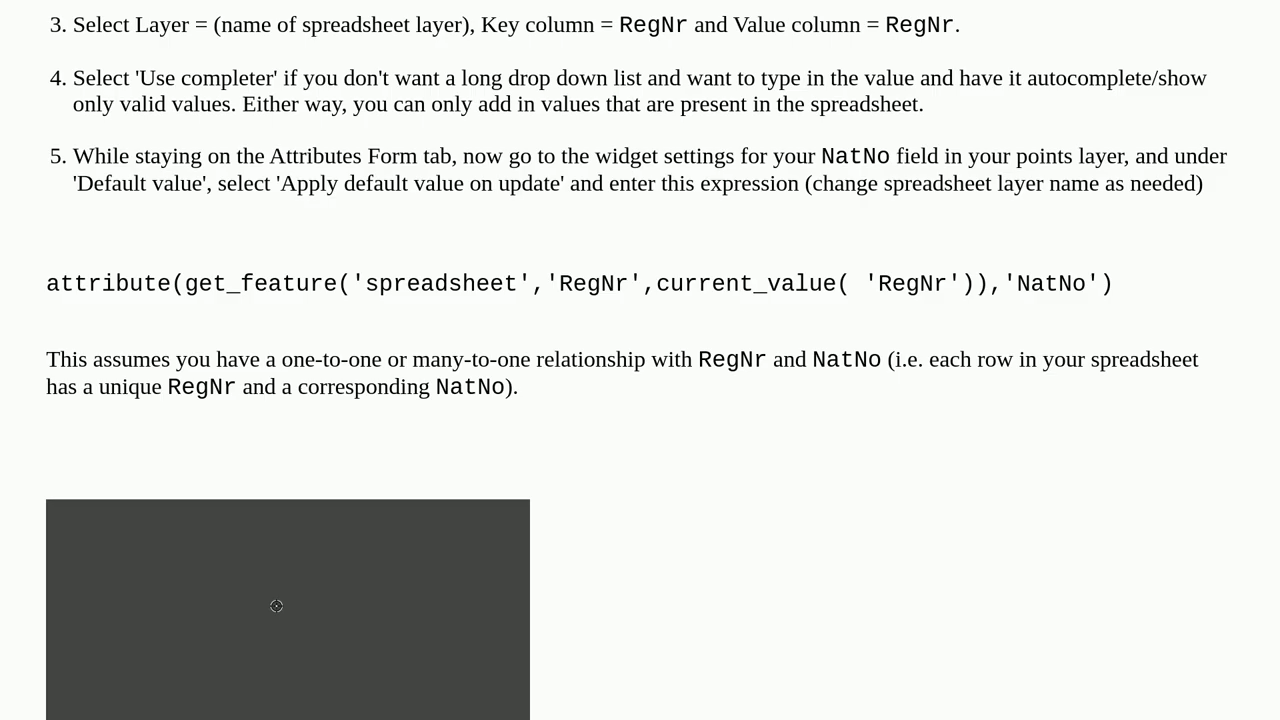 3. Select Layer = (name of spreadsheet layer), Key column = RegNr and Value column = RegNr.
4. Select 'Use completer' if you don't want a long drop down list and want to type in the value and have it autocomplete/show
only valid values. Either way, you can only add in values that are present in the spreadsheet.
5. While staying on the Attributes Form tab, now go to the widget settings for your NatNo field in your points layer, and under
'Default value', select 'Apply default value on update' and enter this expression (change spreadsheet layer name as needed)
attribute(get_feature('spreadsheet','RegNr',current_value( 'RegNr')),'NatNo')
This assumes you have a one-to-one or many-to-one relationship with RegNr and NatNo (i.e. each row in your spreadsheet
has a unique RegNr and a corresponding NatNo).